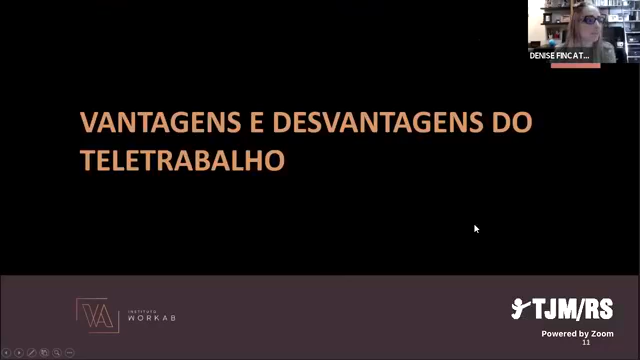 DENISE FINCAT...
VANTAGENS E DESVANTAGENS DO
TELETRABALHO
INSTITUTO
WORKAB
TJM/RS
Powered by Zoom
11